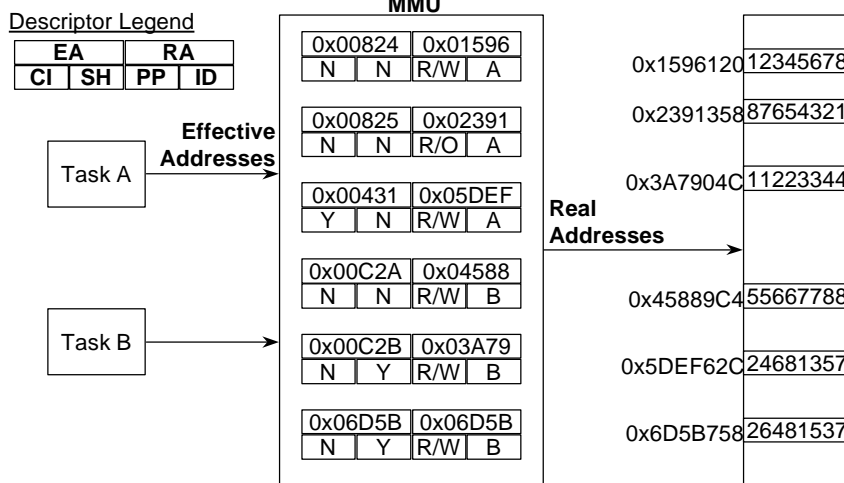 MMU
Descriptor Legend
EA RA
CI SH PP ID
0x00824 0x01596
N N R/W A
0x00825 0x02391
N N R/O A
0x00431 0x05DEF
Y N R/W A
0x00C2A 0x04588
N N R/W B
0x00C2B 0x03A79
N Y R/W B
0x06D5B 0x06D5B
N Y R/W B
Effective
Addresses
Task A
Task B
Real
Addresses
0x1596120 12345678
0x2391358 87654321
0x3A7904C 11223344
0x45889C4 55667788
0x5DEF62C 24681357
0x6D5B758 26481537